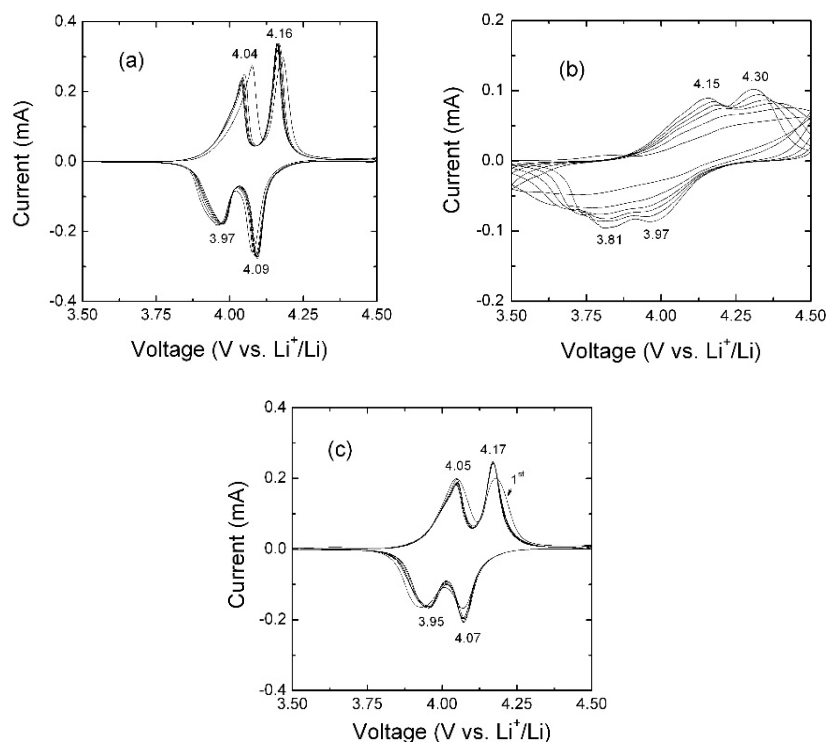 (a)
4.04
4.16
3.97
4.09
0.4
0.2
0.0
-0.2
-0.4
Current (mA)
3.50 3.75 4.00 4.25 4.50
Voltage (V vs. Li⁺/Li)
(b)
4.15
4.30
3.81
3.97
0.2
0.1
0.0
-0.1
0.2
Current (mA)
3.50 3.75 4.00 4.25 4.50
Voltage (V vs. Li⁺/Li)
(c)
4.05
4.17
1ˢᵗ
3.95
4.07
0.4
0.2
0.0
-0.2
-0.4
Current (mA)
3.50 3.75 4.00 4.25 4.50
Voltage (V vs. Li⁺/Li)